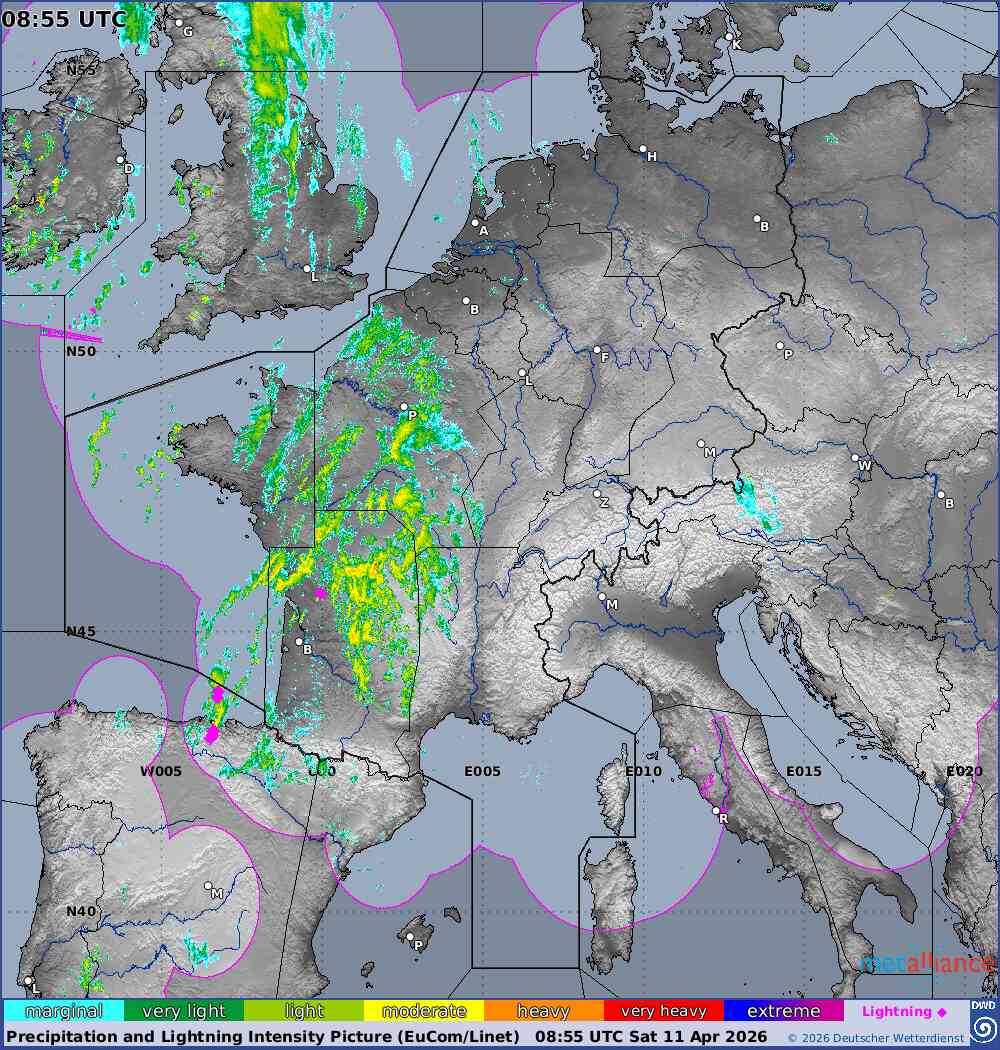 08:55 UTC
G
K
N55
D
H
A
B
L
B
N50
F
P
L
P
M
W
Z
B
M
N45
B
W005
E00
E005
E010
E015
E020
R
M
N40
P
L
metalliance
marginal very light light moderate heavy very heavy extreme Lightning
DWD
Precipitation and Lightning Intensity Picture (EuCom/Linet) 08:55 UTC Sat 11 Apr 2026 © 2026 Deutscher Wetterdienst